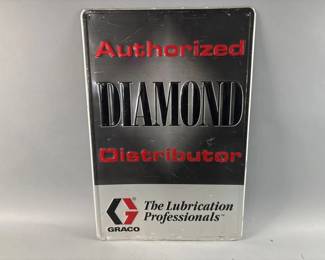 Authorized
DIAMOND
Distributor
The Lubrication
Professionals™
GRACO
®